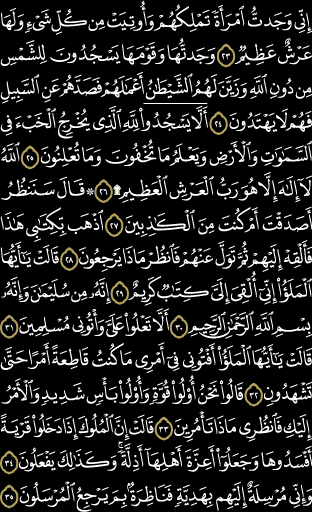 إِنِّي وَجَدتُّ ٱمْرَأَةً تَمْلِكُهُمْ وَأُوتِيَتْ مِن كُلِّ شَيْءٍ وَلَهَا
عَرْشٌ عَظِيمٌ ٢٣ وَجَدتُّهَا وَقَوْمَهَا يَسْجُدُونَ لِلشَّمْسِ
مِن دُونِ ٱللَّهِ وَزَيَّنَ لَهُمُ ٱلشَّيْطَٰنُ أَعْمَٰلَهُمْ فَصَدَّهُمْ عَنِ ٱلسَّبِيلِ
فَهُمْ لَا يَهْتَدُونَ ٢٤ أَلَّا يَسْجُدُوا۟ لِلَّهِ ٱلَّذِي يُخْرِجُ ٱلْخَبْءَ فِي
ٱلسَّمَٰوَٰتِ وَٱلْأَرْضِ وَيَعْلَمُ مَا تُخْفُونَ وَمَا تُعْلِنُونَ ٢٥ ٱللَّهُ
لَآ إِلَٰهَ إِلَّا هُوَ رَبُّ ٱلْعَرْشِ ٱلْعَظِيمِ ۩ ٢٦ ۞ قَالَ سَنَنظُرُ
أَصَدَقْتَ أَمْ كُنتَ مِنَ ٱلْكَٰذِبِينَ ٢٧ ٱذْهَب بِّكِتَٰبِي هَٰذَا
فَأَلْقِهْ إِلَيْهِمْ ثُمَّ تَوَلَّ عَنْهُمْ فَٱنظُرْ مَاذَا يَرْجِعُونَ ٢٨ قَالَتْ يَٰٓأَيُّهَا
ٱلْمَلَؤُا۟ إِنِّيٓ أُلْقِيَ إِلَيَّ كِتَٰبٌ كَرِيمٌ ٢٩ إِنَّهُۥ مِن سُلَيْمَٰنَ وَإِنَّهُۥ
بِسْمِ ٱللَّهِ ٱلرَّحْمَٰنِ ٱلرَّحِيمِ ٣٠ أَلَّا تَعْلُوا۟ عَلَيَّ وَأْتُونِي مُسْلِمِينَ ٣١
قَالَتْ يَٰٓأَيُّهَا ٱلْمَلَؤُا۟ أَفْتُونِي فِيٓ أَمْرِي مَا كُنتُ قَاطِعَةً أَمْرًا حَتَّىٰ
تَشْهَدُونِ ٣٢ قَالُوا۟ نَحْنُ أُو۟لُوا۟ قُوَّةٍ وَأُو۟لُوا۟ بَأْسٍ شَدِيدٍ وَٱلْأَمْرُ
إِلَيْكِ فَٱنظُرِي مَاذَا تَأْمُرِينَ ٣٣ قَالَتْ إِنَّ ٱلْمُلُوكَ إِذَا دَخَلُوا۟ قَرْيَةً
أَفْسَدُوهَا وَجَعَلُوٓا۟ أَعِزَّةَ أَهْلِهَآ أَذِلَّةً ۖ وَكَذَٰلِكَ يَفْعَلُونَ ٣٤
وَإِنِّي مُرْسِلَةٌ إِلَيْهِم بِهَدِيَّةٍ فَنَاظِرَةٌۢ بِمَ يَرْجِعُ ٱلْمُرْسَلُونَ ٣٥